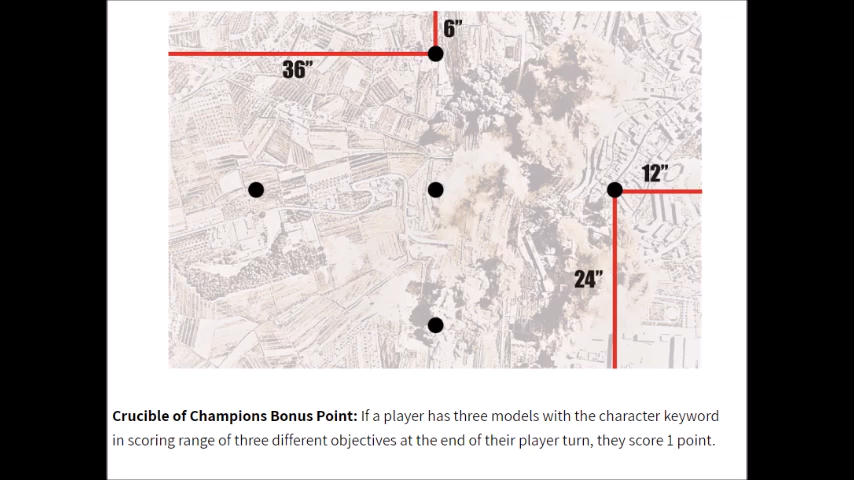 6”
36”
12”
24”
Crucible of Champions Bonus Point: If a player has three models with the character keyword
in scoring range of three different objectives at the end of their player turn, they score 1 point.